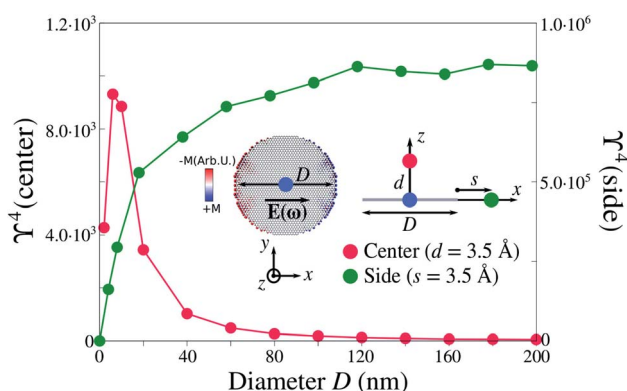 1.2·10³
8.0·10³
4.0·10³
0
ϒ⁴(center)
1.0·10⁶
5.0·10⁵
0
ϒ⁴(side)
-M(Arb.U.)
+M
D
E(ω)
y
z
x
z
d
s
x
D
Center (d = 3.5 Å)
Side (s = 3.5 Å)
0
40
80
120
160
200
Diameter D (nm)